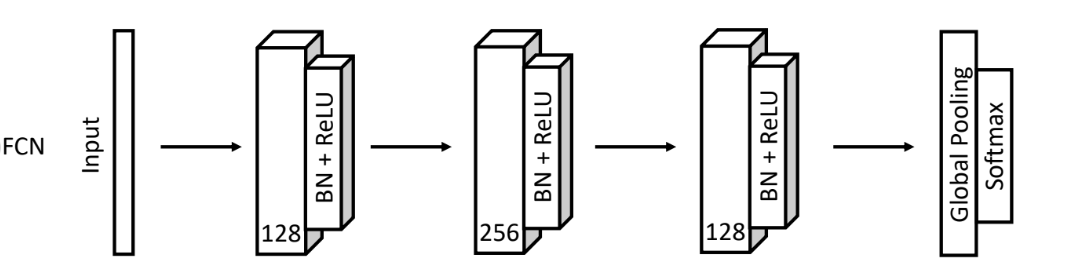 FCN
Input
128
BN + ReLU
256
BN + ReLU
128
BN + ReLU
Global Pooling
Softmax